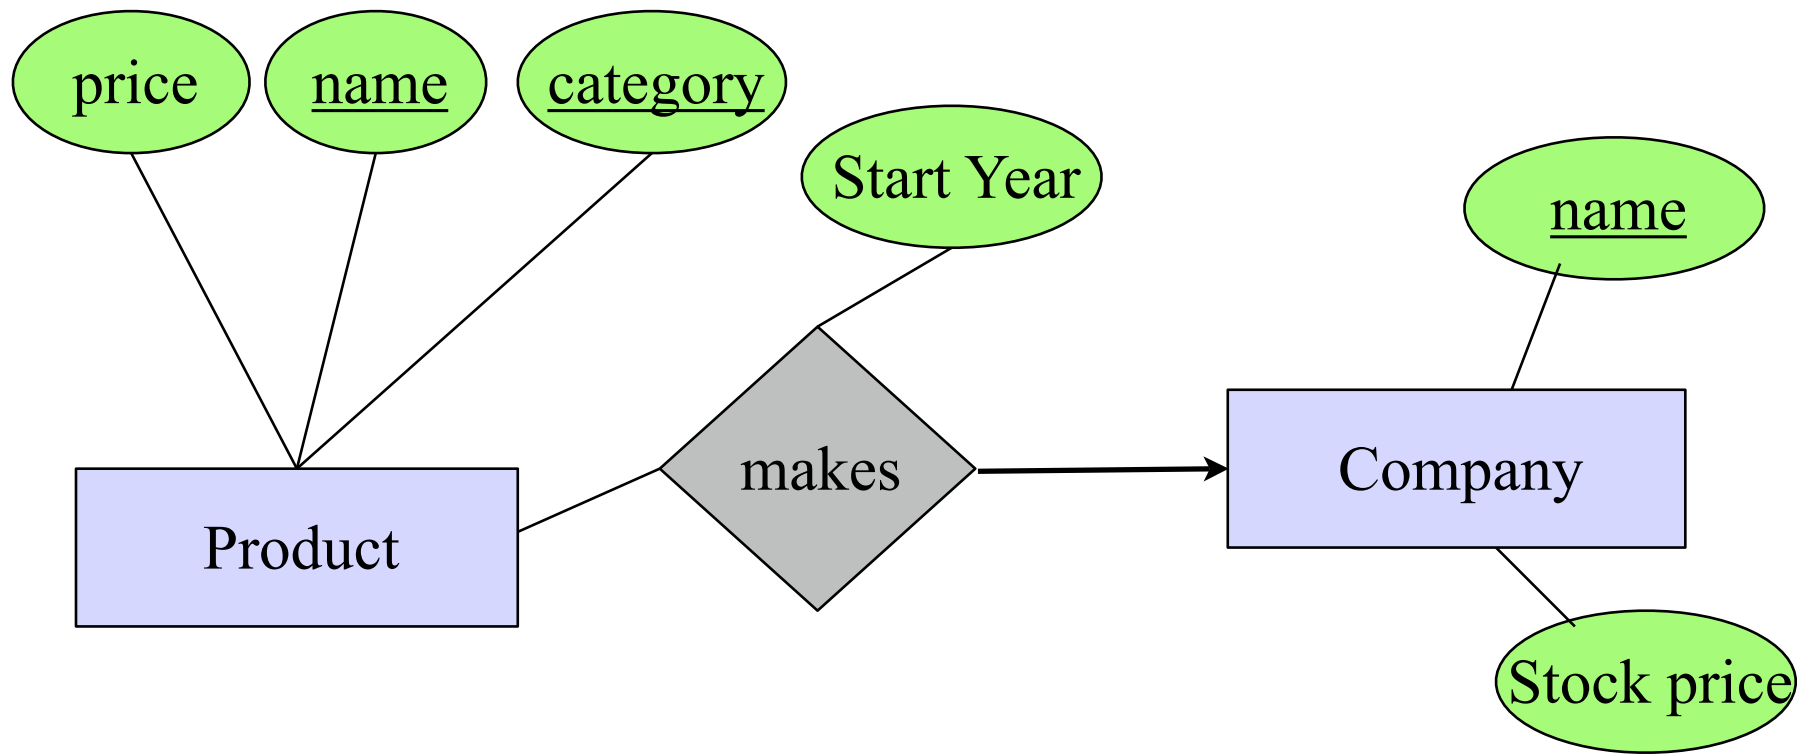 price
name
category
Start Year
name
makes
Company
Product
Stock price